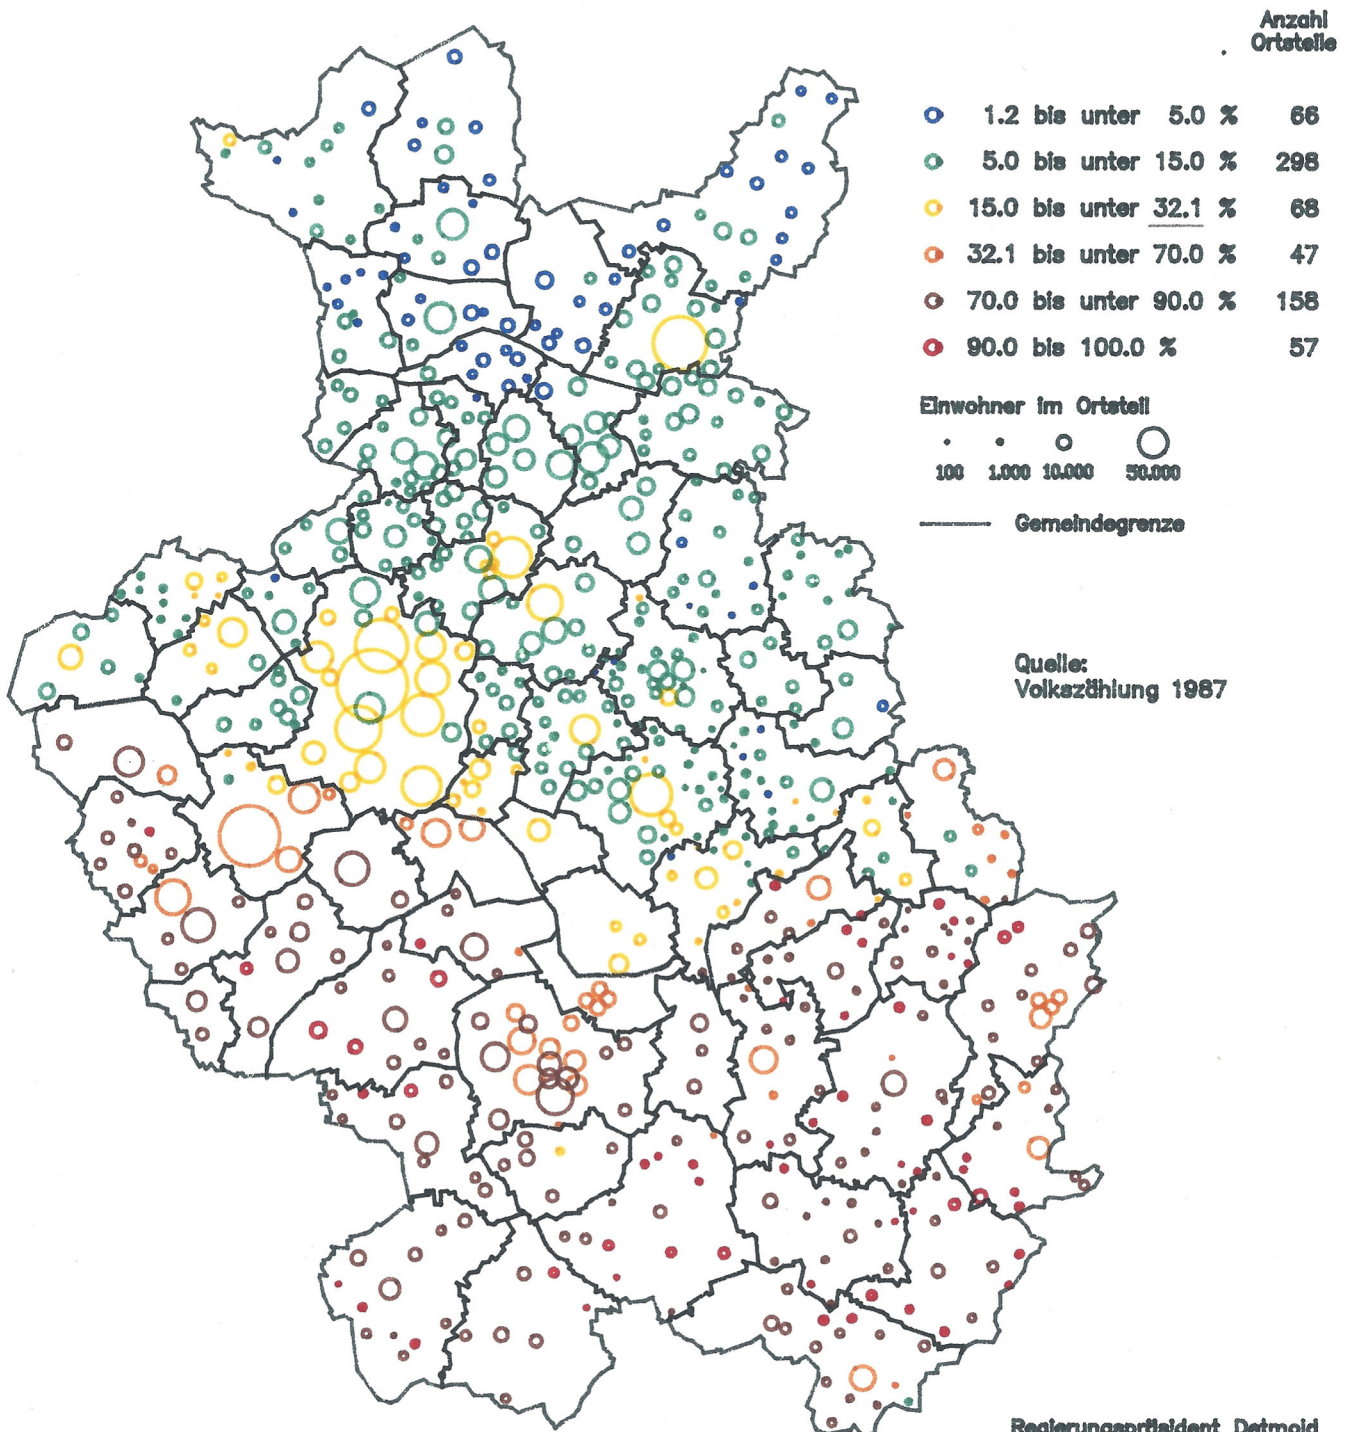 Anzahl
Ortsteile
1.2 bis unter 5.0 % 66
5.0 bis unter 15.0 % 298
15.0 bis unter 32.1 % 68
32.1 bis unter 70.0 % 47
70.0 bis unter 90.0 % 158
90.0 bis 100.0 % 57
Einwohner im Ortsteil
100 1.000 10.000 50.000
Gemeindegrenze
Quelle:
Volkszählung 1987
Regierungspräsident Detmold